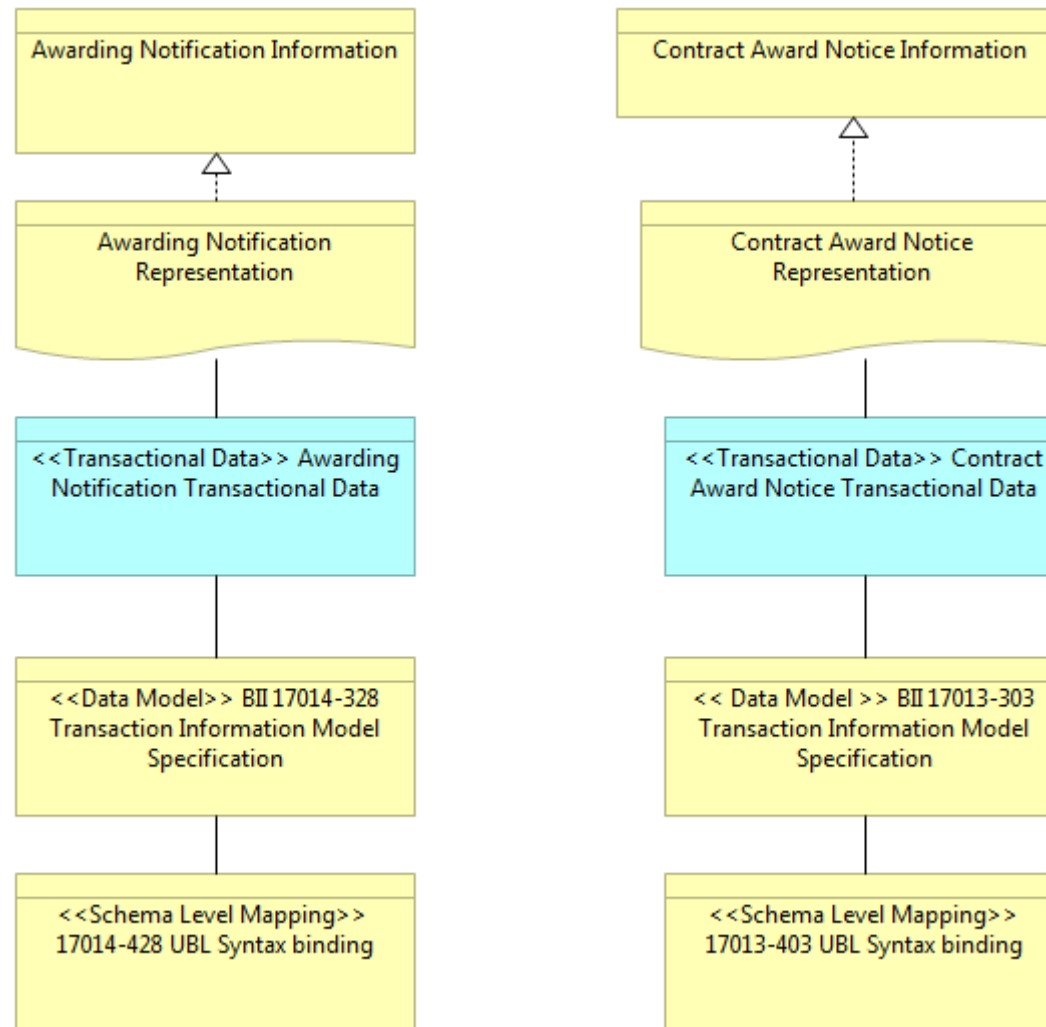 Awarding Notification Information
Contract Award Notice Information
Awarding Notification
Representation
Contract Award Notice
Representation
<<Transactional Data>> Awarding
Notification Transactional Data
<<Transactional Data>> Contract
Award Notice Transactional Data
<<Data Model>> BII 17014-328
Transaction Information Model
Specification
<< Data Model >> BII 17013-303
Transaction Information Model
Specification
<<Schema Level Mapping>>
17014-428 UBL Syntax binding
<<Schema Level Mapping>>
17013-403 UBL Syntax binding